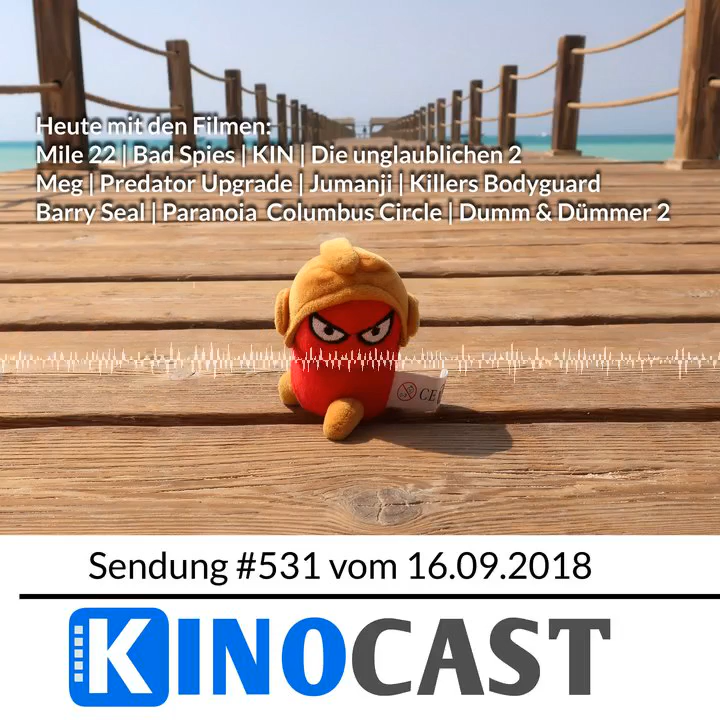 Heute mit den Filmen:
Mile 22 | Bad Spies | KIN | Die unglaublichen 2
Meg | Predator Upgrade | Jumanji | Killers Bodyguard
Barry Seal | Paranoia Columbus Circle | Dumm & Dümmer 2
CE
Sendung #531 vom 16.09.2018
KINOCAST